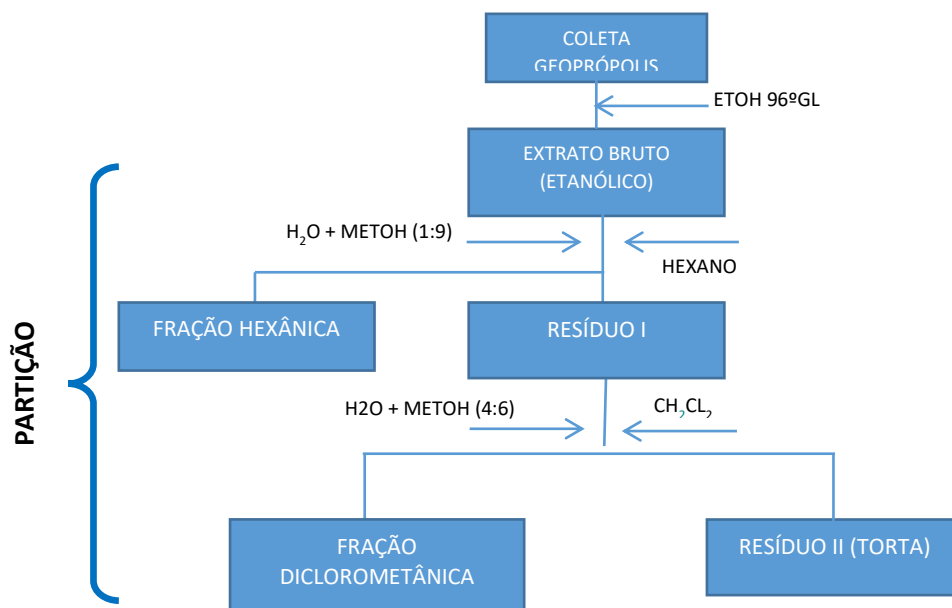 COLETA
GEOPRÓPOLIS
ETOH 96ºGL
EXTRATO BRUTO
(ETANÓLICO)
H₂O + METOH (1:9)
HEXANO
FRAÇÃO HEXÂNICA
RESÍDUO I
PARTIÇÃO
H2O + METOH (4:6)
CH₂CL₂
FRAÇÃO
DICLOROMETÂNICA
RESÍDUO II (TORTA)